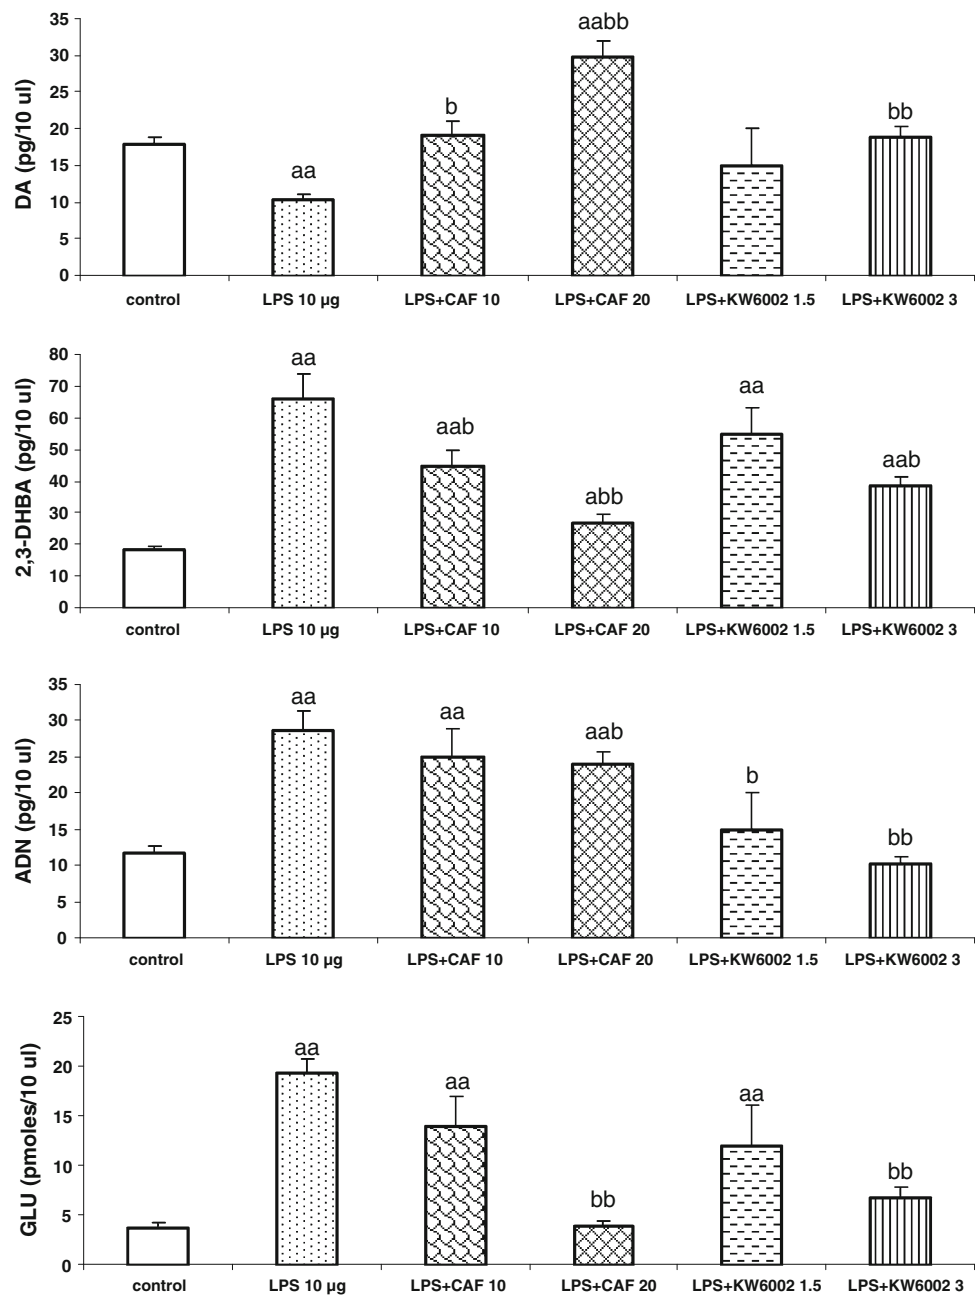 35
30
25
20
15
10
5
0
DA (pg/10 ul)
aa
b
aabb
bb
control LPS 10 µg LPS+CAF 10 LPS+CAF 20 LPS+KW6002 1.5 LPS+KW6002 3
80
70
60
50
40
30
20
10
0
2,3-DHBA (pg/10 ul)
aa
aab
abb
aa
aab
control LPS 10 µg LPS+CAF 10 LPS+CAF 20 LPS+KW6002 1.5 LPS+KW6002 3
35
30
25
20
15
10
5
0
ADN (pg/10 ul)
aa
aa
aab
b
bb
control LPS 10 µg LPS+CAF 10 LPS+CAF 20 LPS+KW6002 1.5 LPS+KW6002 3
25
20
15
10
5
0
GLU (pmoles/10 ul)
aa
aa
bb
aa
bb
control LPS 10 µg LPS+CAF 10 LPS+CAF 20 LPS+KW6002 1.5 LPS+KW6002 3